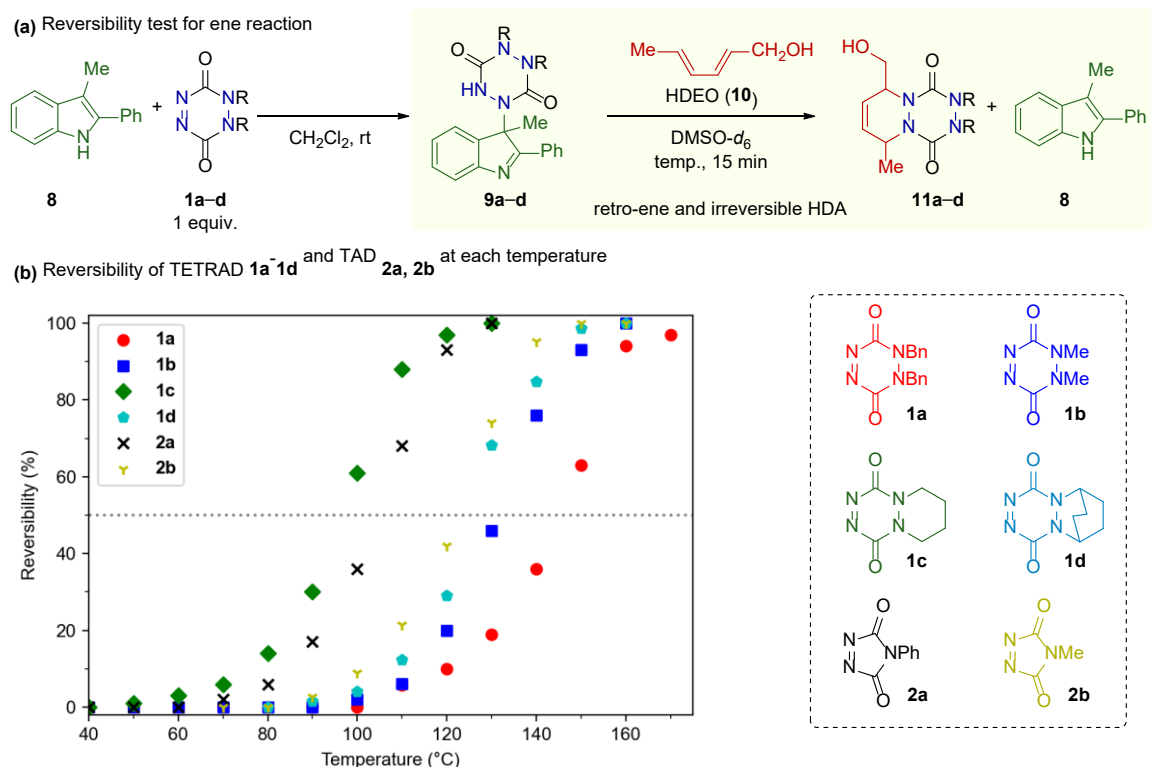 (a) Reversibility test for ene reaction
Me
N
H
Ph
8
+
O
N
N
NR
NR
O
1a–d
1 equiv.
CH2Cl2, rt
R
O
N
NR
HN
N
O
Me
Ph
N
9a–d
Me
CH2OH
HDEO (10)
DMSO-d6
temp., 15 min
retro-ene and irreversible HDA
HO
O
N
NR
N
NR
Me
O
11a–d
+
Me
Ph
N
H
8
(b) Reversibility of TETRAD 1a-1d and TAD 2a, 2b at each temperature
Reversibility (%)
100
80
60
40
20
0
1a
1b
1c
1d
2a
2b
40 60 80 100 120 140 160
Temperature (°C)
O
N
N
NBn
NBn
O
1a
O
N
N
NMe
NMe
O
1b
O
N
N
N
N
O
1c
O
N
N
N
N
O
1d
O
N
N
NPh
O
2a
O
N
N
NMe
O
2b